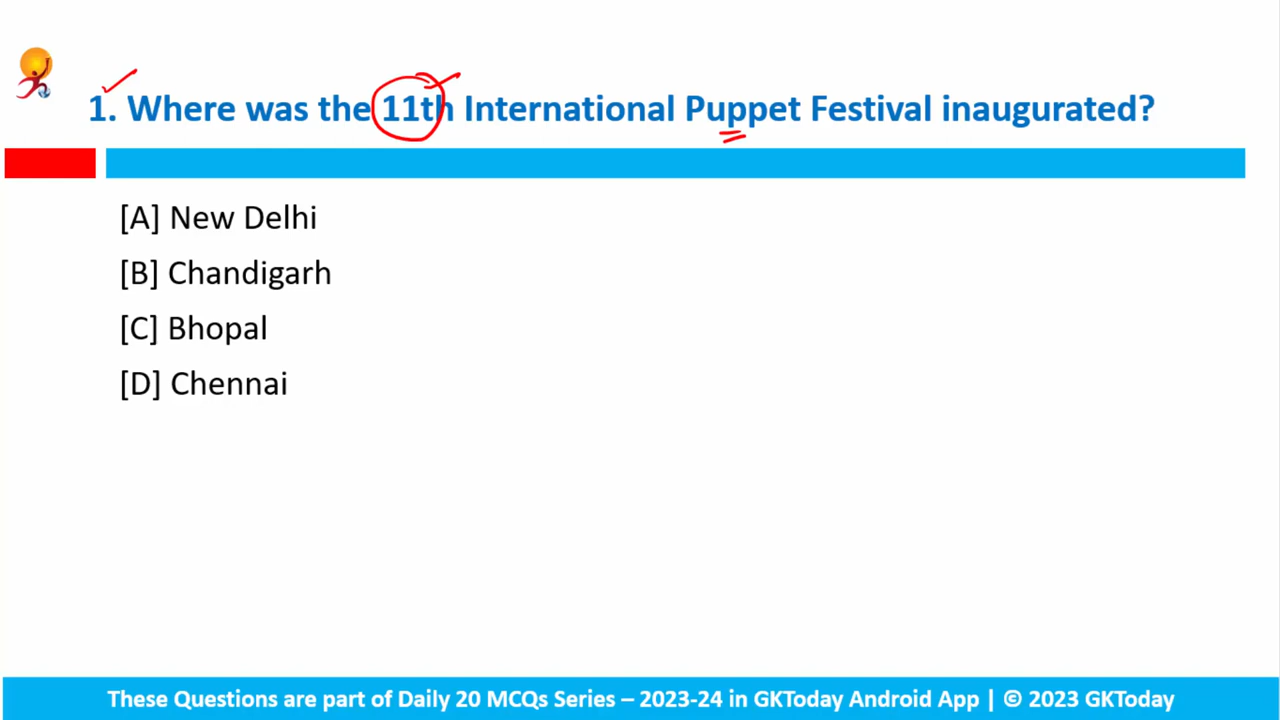 1. Where was the 11th International Puppet Festival inaugurated?
[A] New Delhi
[B] Chandigarh
[C] Bhopal
[D] Chennai
These Questions are part of Daily 20 MCQs Series – 2023-24 in GKToday Android App | © 2023 GKToday